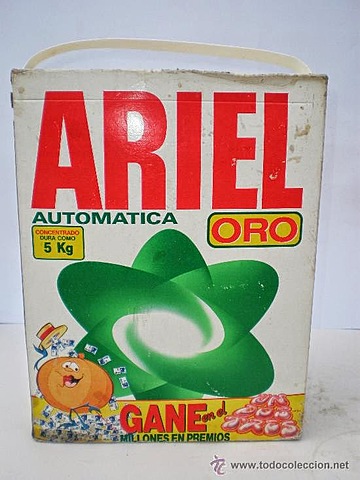 ARIEL
AUTOMATICA
ORO
CONCENTRADO
DURA COMO
5 Kg
GANE en el
MILLONES EN PREMIOS
© www.todocoleccion.net